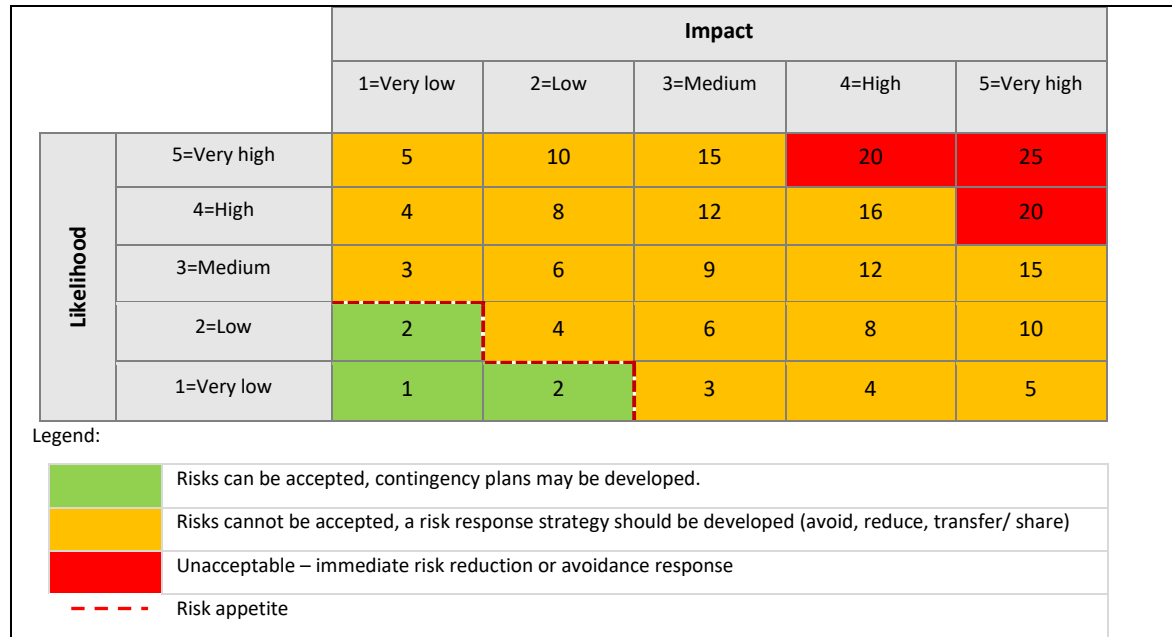 Impact
1=Very low 2=Low 3=Medium 4=High 5=Very high
Likelihood
5=Very high 5 10 15 20 25
4=High 4 8 12 16 20
3=Medium 3 6 9 12 15
2=Low 2 4 6 8 10
1=Very low 1 2 3 4 5
Legend:
Risks can be accepted, contingency plans may be developed.
Risks cannot be accepted, a risk response strategy should be developed (avoid, reduce, transfer/ share)
Unacceptable – immediate risk reduction or avoidance response
Risk appetite